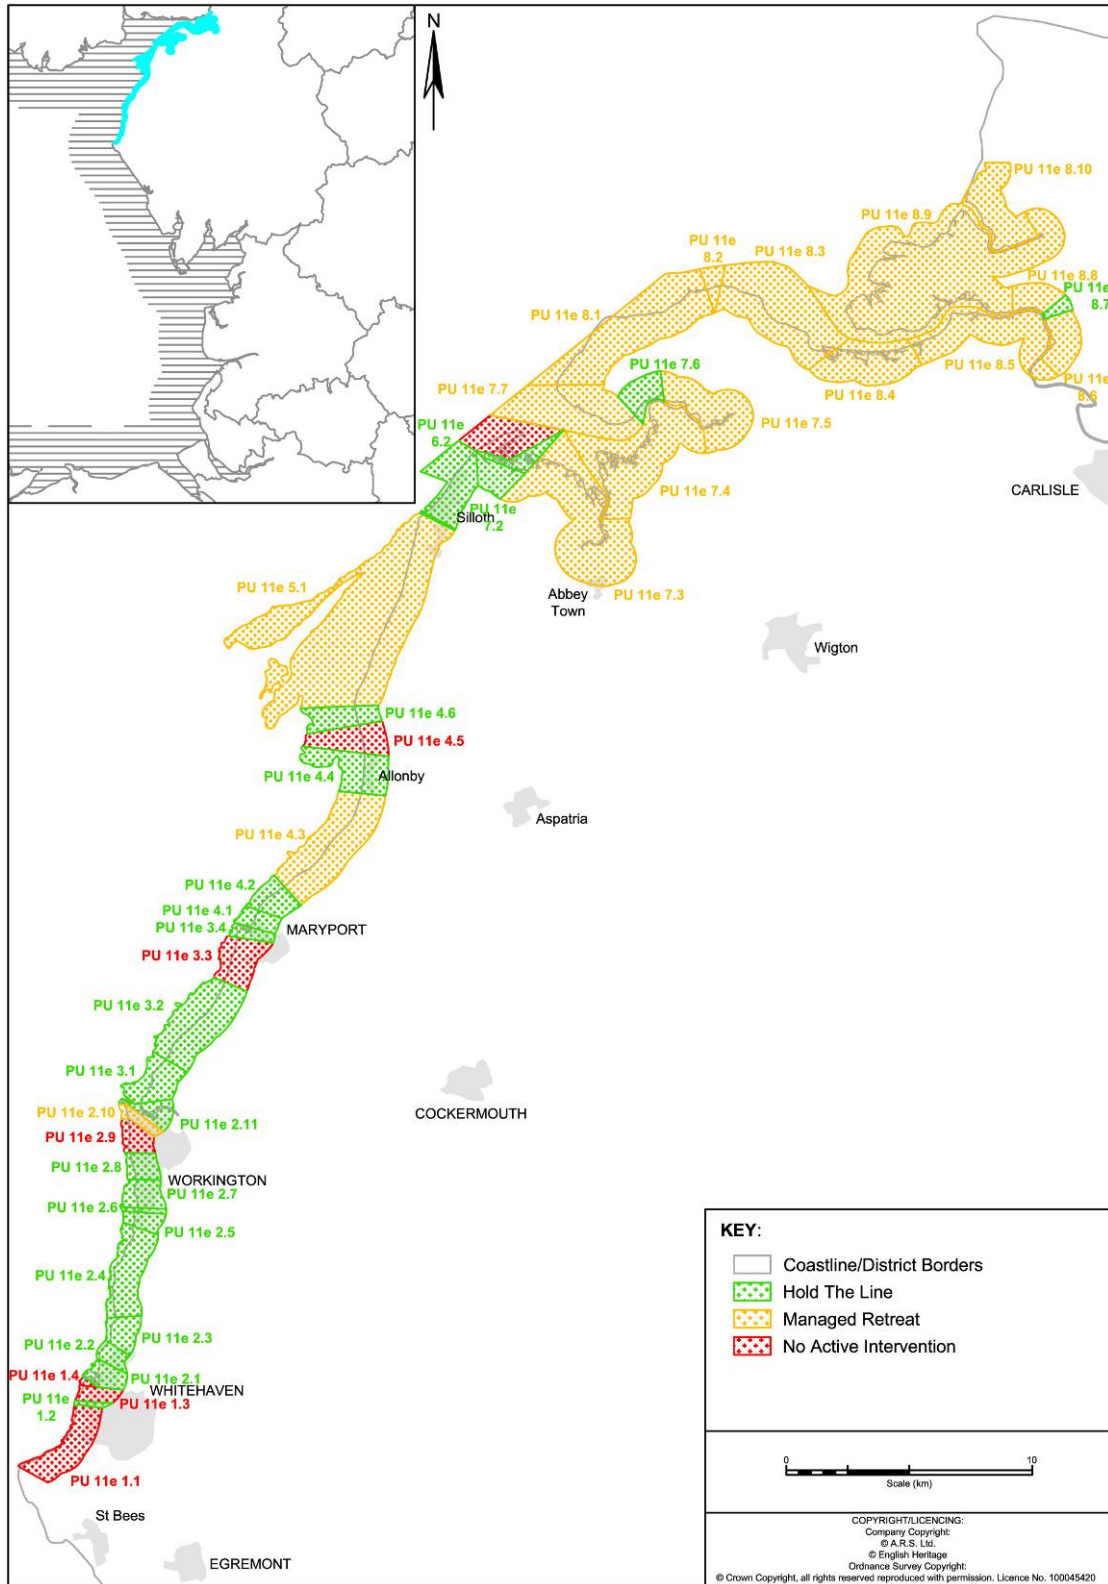 N
PU 11e 8.10
PU 11e 8.9
PU 11e
8.2
PU 11e 8.3
PU 11e 8.8
PU 11e
8.7
PU 11e 8.1
PU 11e 8.5
PU 11e 7.6
PU 11e
8.6
PU 11e 7.7
PU 11e 8.4
PU 11e
6.2
PU 11e 7.5
PU 11e 7.4
CARLISLE
PU 11e
7.2
Silloth
PU 11e 5.1
Abbey
Town
PU 11e 7.3
Wigton
PU 11e 4.6
PU 11e 4.5
PU 11e 4.4
Allonby
Aspatria
PU 11e 4.3
PU 11e 4.2
PU 11e 4.1
PU 11e 3.4
MARYPORT
PU 11e 3.3
PU 11e 3.2
PU 11e 3.1
COCKERMOUTH
PU 11e 2.10
PU 11e 2.11
PU 11e 2.9
PU 11e 2.8
WORKINGTON
PU 11e 2.7
PU 11e 2.6
PU 11e 2.5
PU 11e 2.4
PU 11e 2.3
PU 11e 2.2
PU 11e 1.4
PU 11e 2.1
WHITEHAVEN
PU 11e
1.2
PU 11e 1.3
PU 11e 1.1
St Bees
EGREMONT
KEY:
Coastline/District Borders
Hold The Line
Managed Retreat
No Active Intervention
0
10
Scale (km)
COPYRIGHT/LICENCING:
Company Copyright:
© A.R.S. Ltd.
© English Heritage
Ordnance Survey Copyright:
© Crown Copyright, all rights reserved reproduced with permission. Licence No. 100045420